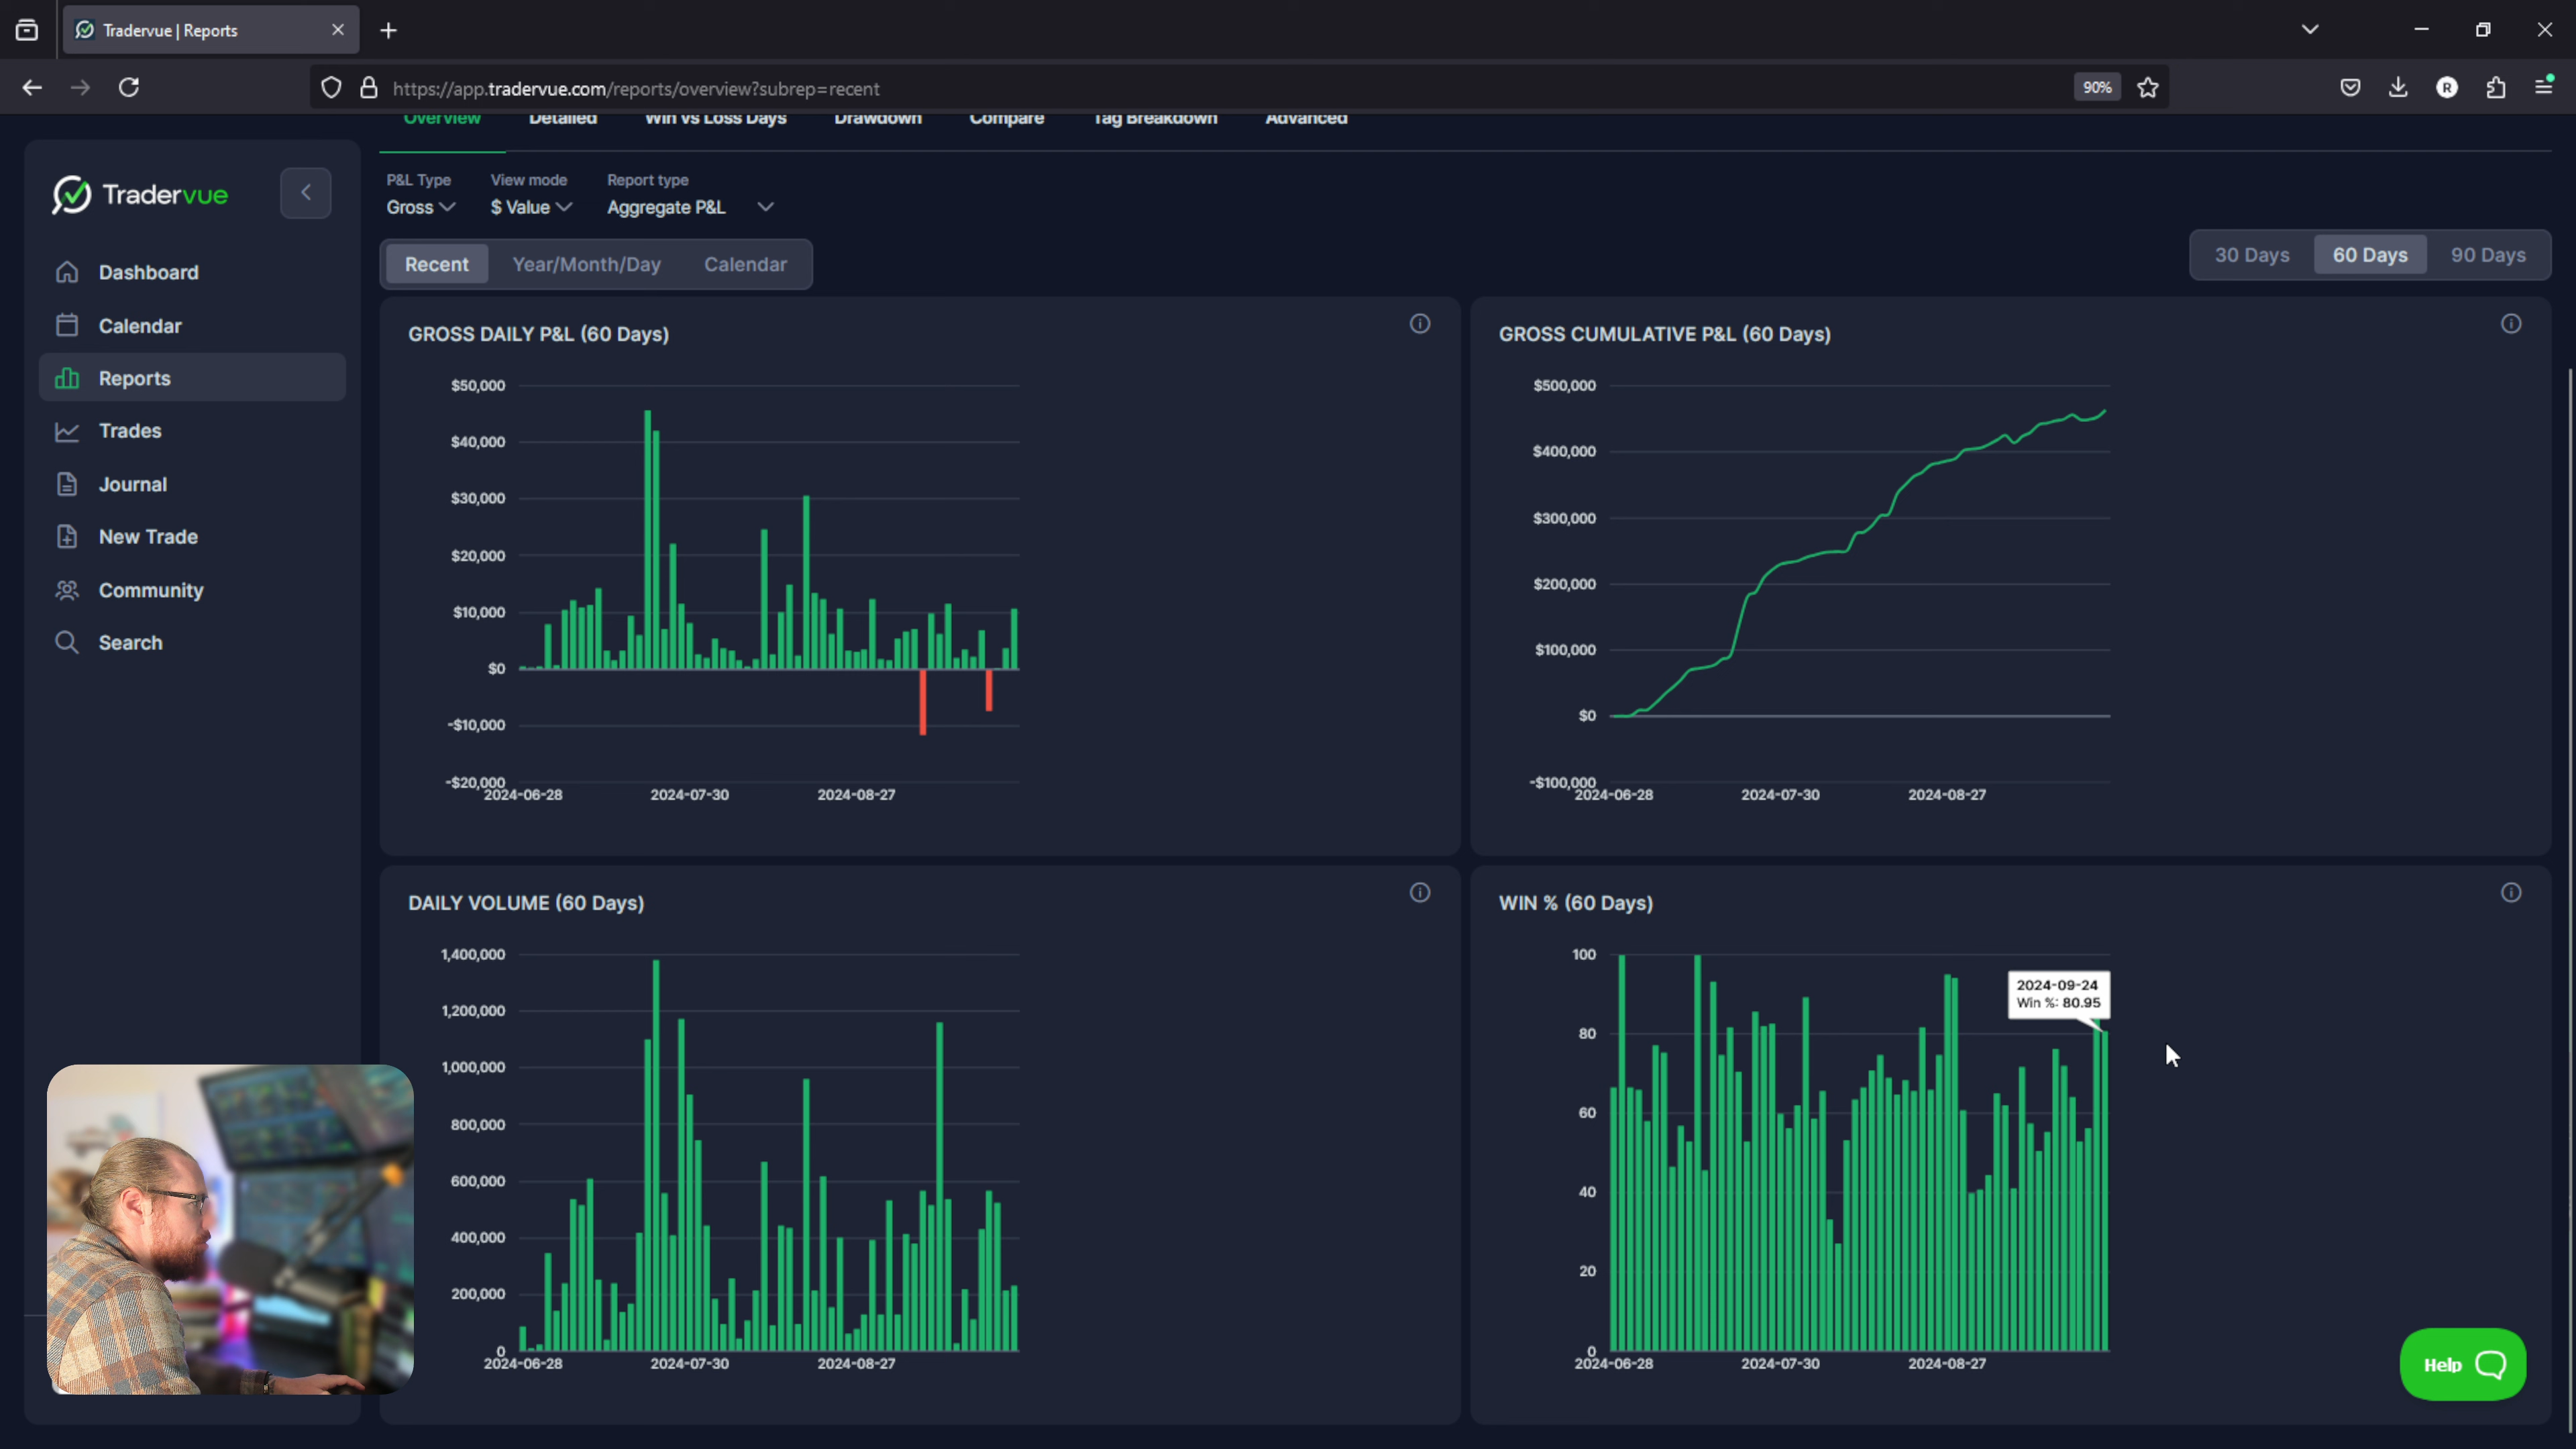 Tradervue | Reports
https://app.tradervue.com/reports/overview?subrep=recent
90%
R
Overview Detailed Win vs Loss Days Drawdown Compare Tag Breakdown Advanced
Tradervue
Dashboard
Calendar
Reports
Trades
Journal
New Trade
Community
Search
P&L Type View mode Report type
Gross $ Value Aggregate P&L
Recent Year/Month/Day Calendar
30 Days 60 Days 90 Days
GROSS DAILY P&L (60 Days)
$50,000
$40,000
$30,000
$20,000
$10,000
$0
-$10,000
-$20,000
2024-06-28 2024-07-30 2024-08-27
GROSS CUMULATIVE P&L (60 Days)
$500,000
$400,000
$300,000
$200,000
$100,000
$0
-$100,000
2024-06-28 2024-07-30 2024-08-27
DAILY VOLUME (60 Days)
1,400,000
1,200,000
1,000,000
800,000
600,000
400,000
200,000
0
2024-06-28 2024-07-30 2024-08-27
WIN % (60 Days)
100
80
60
40
20
0
2024-06-28 2024-07-30 2024-08-27
2024-09-24
Win %: 80.95
Help